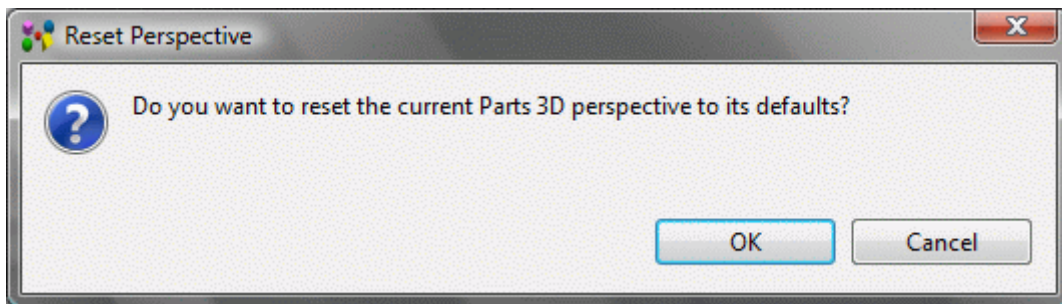 Reset Perspective
Do you want to reset the current Parts 3D perspective to its defaults?
OK Cancel